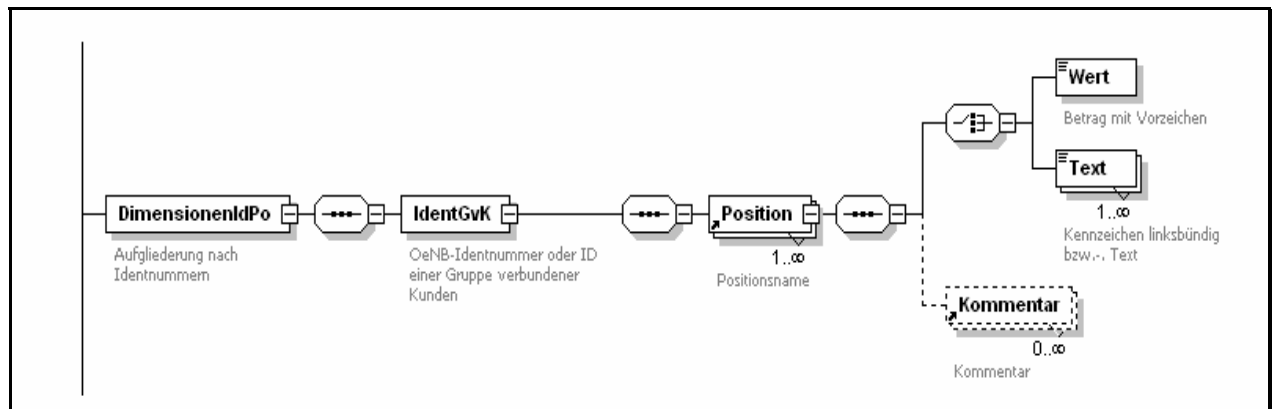 Wert
Betrag mit Vorzeichen
Text
1..∞
Kennzeichen linksbündig
bzw.-. Text
DimensionenIdPo
Aufgliederung nach
Identnummern
IdentGvK
OeNB-Identnummer oder ID
einer Gruppe verbundener
Kunden
Position
1..∞
Positionsname
Kommentar
0..∞
Kommentar